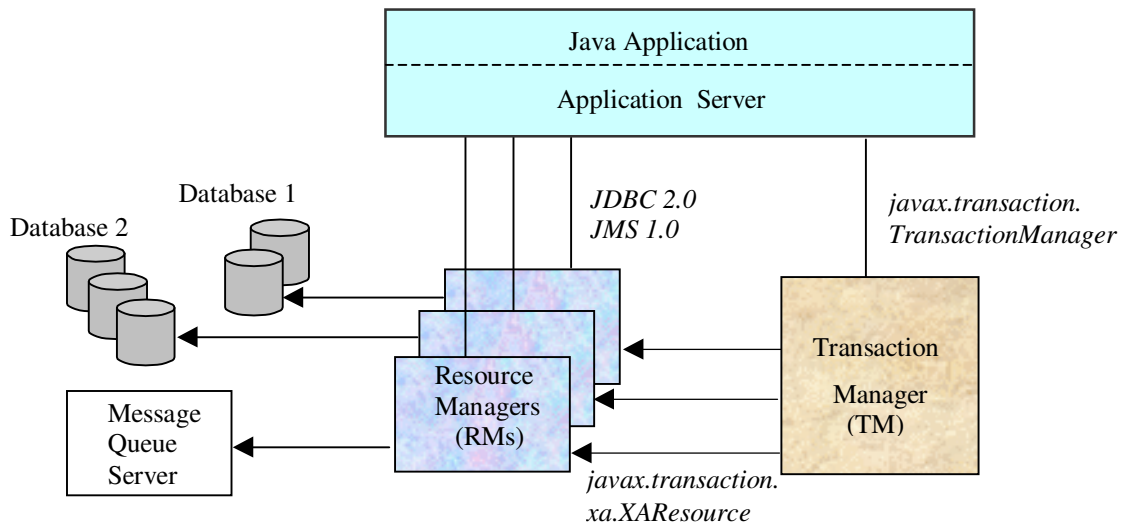 Java Application
Application Server
Database 1
Database 2
JDBC 2.0
JMS 1.0
javax.transaction.
TransactionManager
Resource
Managers
(RMs)
Transaction
Manager
(TM)
Message
Queue
Server
javax.transaction.
xa.XAResource